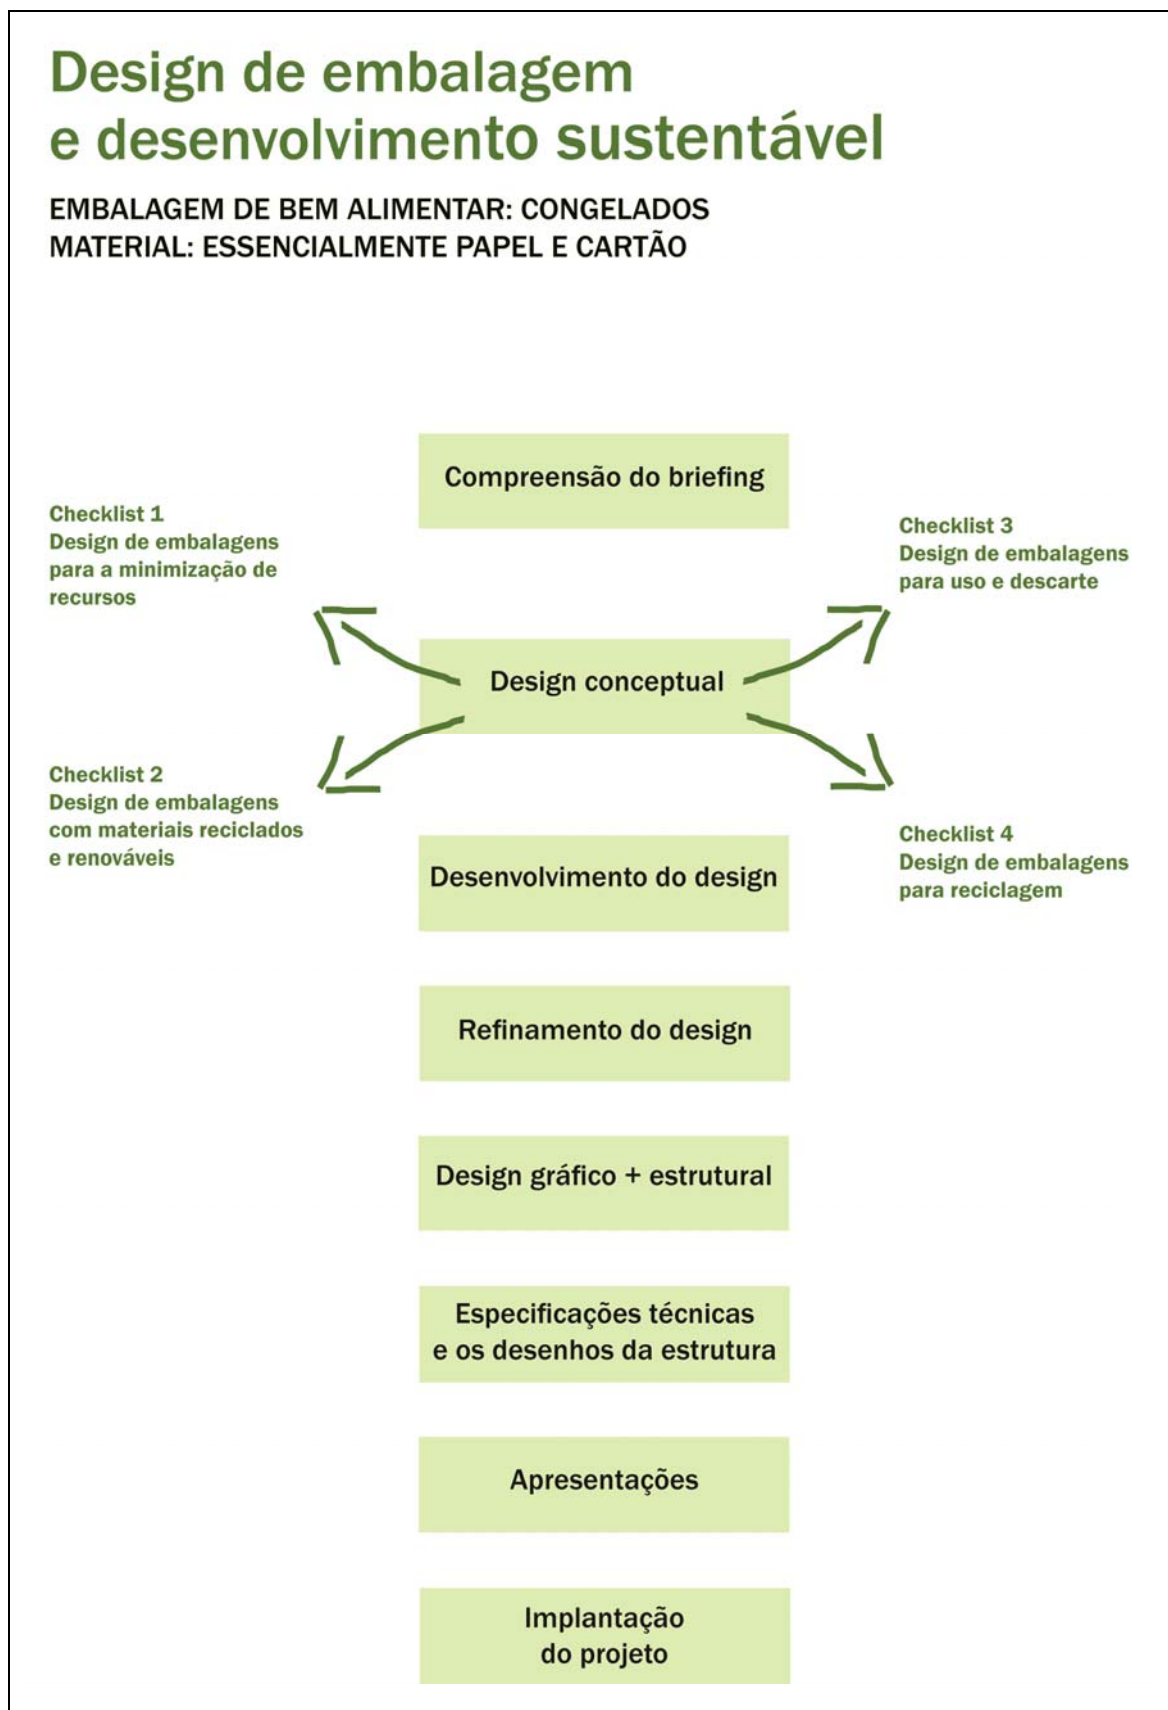 Design de embalagem
e desenvolvimento sustentável
EMBALAGEM DE BEM ALIMENTAR: CONGELADOS
MATERIAL: ESSENCIALMENTE PAPEL E CARTÃO
Compreensão do briefing
Checklist 1
Design de embalagens
para a minimização de
recursos
Checklist 3
Design de embalagens
para uso e descarte
Design conceptual
Checklist 2
Design de embalagens
com materiais reciclados
e renováveis
Checklist 4
Design de embalagens
para reciclagem
Desenvolvimento do design
Refinamento do design
Design gráfico + estrutural
Especificações técnicas
e os desenhos da estrutura
Apresentações
Implantação
do projeto